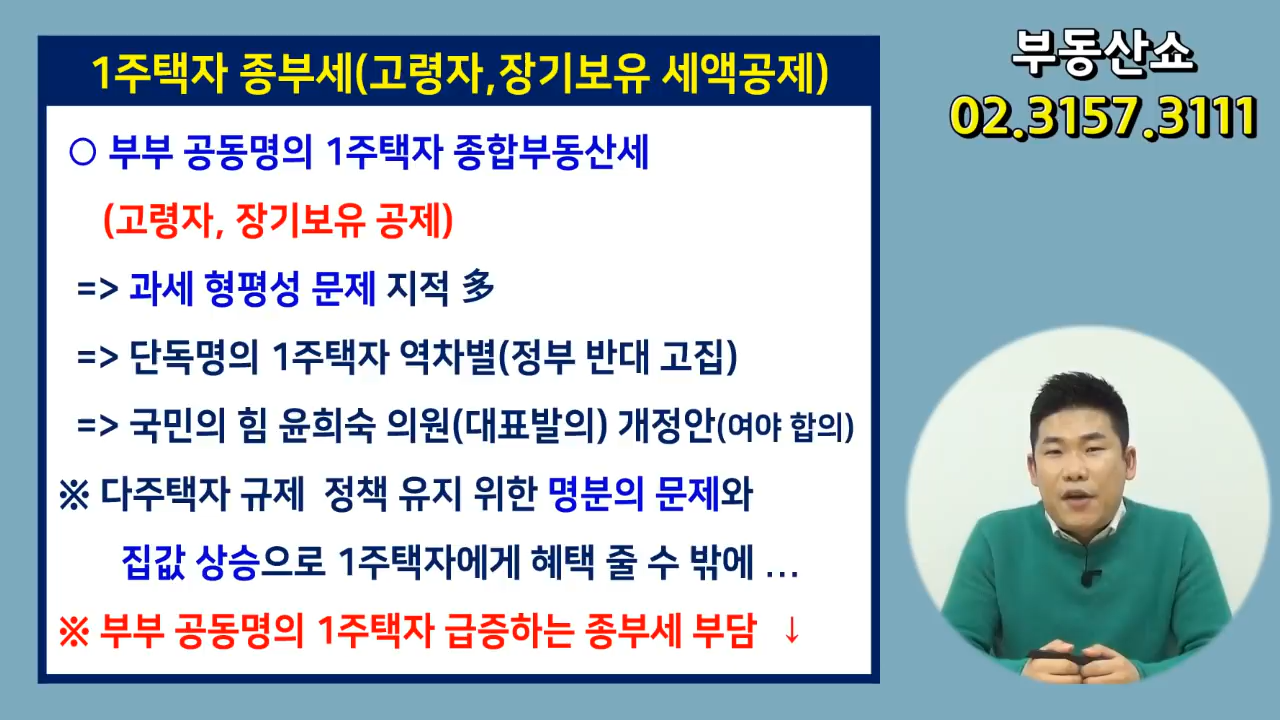 1주택자 종부세(고령자,장기보유 세액공제)
○ 부부 공동명의 1주택자 종합부동산세
(고령자, 장기보유 공제)
=> 과세 형평성 문제 지적 多
=> 단독명의 1주택자 역차별(정부 반대 고집)
=> 국민의 힘 윤희숙 의원(대표발의) 개정안(여야 합의)
※ 다주택자 규제 정책 유지 위한 명분의 문제와
집값 상승으로 1주택자에게 혜택 줄 수 밖에 ...
※ 부부 공동명의 1주택자 급증하는 종부세 부담 ↓
부동산쇼
02.3157.3111